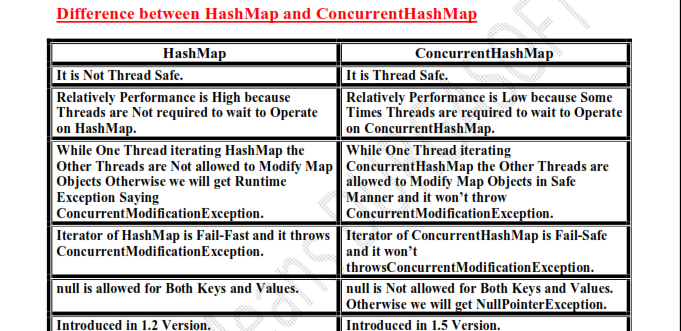 Difference between HashMap and ConcurrentHashMap
HashMap
ConcurrentHashMap
It is Not Thread Safe.
It is Thread Safe.
Relatively Performance is High because
Threads are Not required to wait to Operate
on HashMap.
Relatively Performance is Low because Some
Times Threads are required to wait to Operate
on ConcurrentHashMap.
While One Thread iterating HashMap the
Other Threads are Not allowed to Modify Map
Objects Otherwise we will get Runtime
Exception Saying
ConcurrentModificationException.
While One Thread iterating
ConcurrentHashMap the Other Threads are
allowed to Modify Map Objects in Safe
Manner and it won’t throw
ConcurrentModificationException.
Iterator of HashMap is Fail-Fast and it throws
ConcurrentModificationException.
Iterator of ConcurrentHashMap is Fail-Safe
and it won’t
throwsConcurrentModificationException.
null is allowed for Both Keys and Values.
null is Not allowed for Both Keys and Values.
Otherwise we will get NullPointerException.
Introduced in 1.2 Version.
Introduced in 1.5 Version.